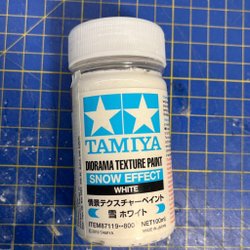 TAMIYA
DIORAMA TEXTURE PAINT
SNOW EFFECT
WHITE
情景テクスチャーペイント
雪 ホワイト
ITEM87119 800
NET100ml